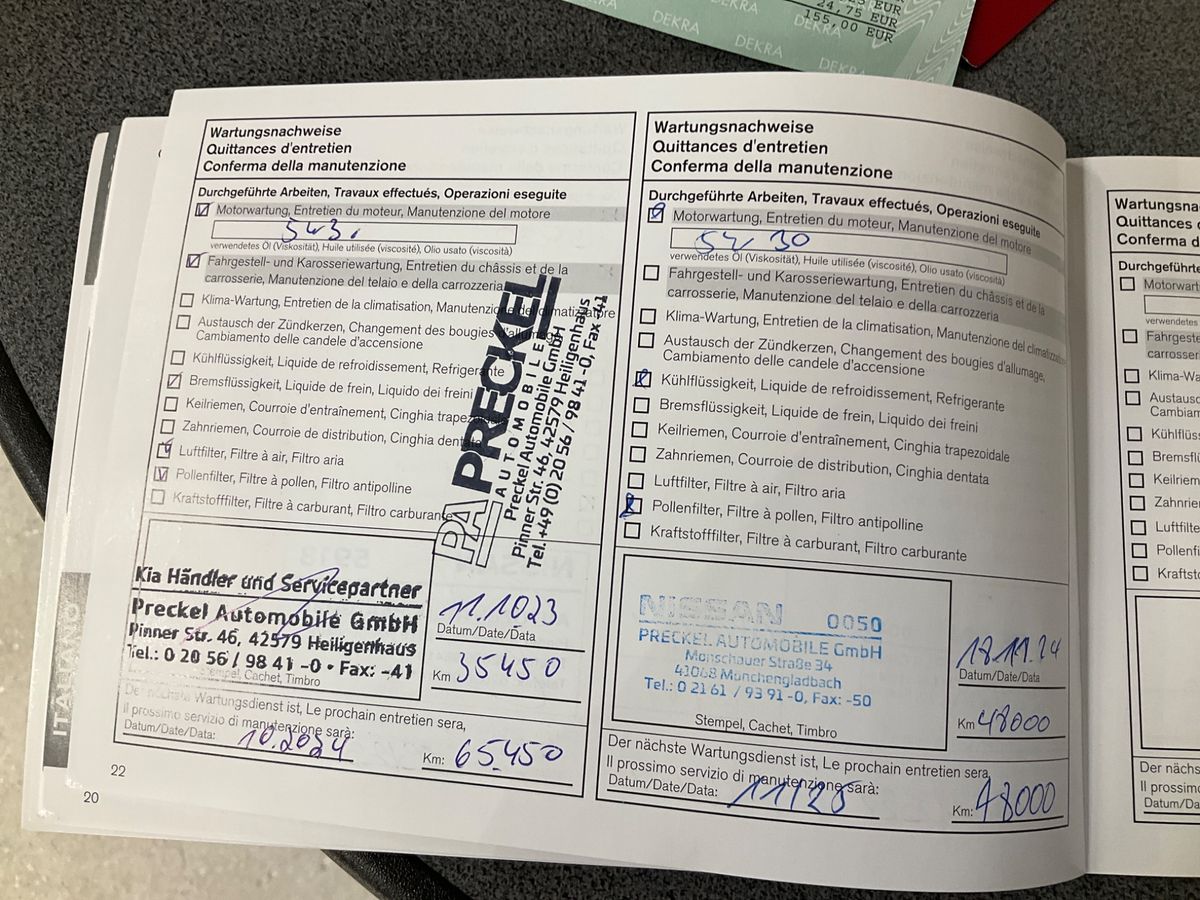 24,75 EUR
155,00 EUR
DEKRA
DEKRA
DEKRA
DEKRA
Wartungsnachweise
Quittances d'entretien
Conferma della manutenzione
Durchgeführte Arbeiten, Travaux effectués, Operazioni eseguite
Motorwartung, Entretien du moteur, Manutenzione del motore
verwendetes Öl (Viskosität), Huile utilisée (viscosité), Olio usato (viscosità)
Fahrgestell- und Karosseriewartung, Entretien du châssis et de la
carrosserie, Manutenzione del telaio e della carrozzeria
Klima-Wartung, Entretien de la climatisation, Manutenzione del climatizzatore
Austausch der Zündkerzen, Changement des bougies d'allumage,
Cambiamento delle candele d'accensione
Kühlflüssigkeit, Liquide de refroidissement, Refrigerante
Bremsflüssigkeit, Liquide de frein, Liquido dei freini
Keilriemen, Courroie d'entraînement, Cinghia trapezoidale
Zahnriemen, Courroie de distribution, Cinghia dentata
Luftfilter, Filtre à air, Filtro aria
Pollenfilter, Filtre à pollen, Filtro antipolline
Kraftstofffilter, Filtre à carburant, Filtro carburante
PA PRECKEL
AUTOMOBILE
Preckel Automobile GmbH
Pinner Str. 46, 42579 Heiligenhaus
Tel. +49 (0) 20 56 / 98 41 -0, Fax -41
Kia Händler und Servicepartner
Preckel Automobile GmbH
Pinner Str. 46, 42579 Heiligenhaus
Tel.: 0 20 56 / 98 41 -0 • Fax: -41
Stempel, Cachet, Timbro
11.10 23
Datum/Date/Data
Km 35450
Der nächste Wartungsdienst ist, Le prochain entretien sera,
Il prossimo servizio di manutenzione sarà:
Datum/Date/Data: 10.2024 Km: 65.450
22
20
Wartungsnachweise
Quittances d'entretien
Conferma della manutenzione
Durchgeführte Arbeiten, Travaux effectués, Operazioni eseguite
Motorwartung, Entretien du moteur, Manutenzione del motore
5W 30
verwendetes Öl (Viskosität), Huile utilisée (viscosité), Olio usato (viscosità)
Fahrgestell- und Karosseriewartung, Entretien du châssis et de la
carrosserie, Manutenzione del telaio e della carrozzeria
Klima-Wartung, Entretien de la climatisation, Manutenzione del climatizza
Austausch der Zündkerzen, Changement des bougies d'allumage,
Cambiamento delle candele d'accensione
Kühlflüssigkeit, Liquide de refroidissement, Refrigerante
Bremsflüssigkeit, Liquide de frein, Liquido dei freini
Keilriemen, Courroie d'entraînement, Cinghia trapezoidale
Zahnriemen, Courroie de distribution, Cinghia dentata
Luftfilter, Filtre à air, Filtro aria
Pollenfilter, Filtre à pollen, Filtro antipolline
Kraftstofffilter, Filtre à carburant, Filtro carburante
NISSAN 0050
PRECKEL AUTOMOBILE GmbH
Monschauer Straße 34
41068 Mönchengladbach
Tel.: 0 21 61 / 93 91 -0, Fax: -50
Stempel, Cachet, Timbro
18.11.24
Datum/Date/Data
Km 48000
Der nächste Wartungsdienst ist, Le prochain entretien sera,
Il prossimo servizio di manutenzione sarà:
Datum/Date/Data: 11/25 Km: 78000
Wartungsna
Quittances
Conferma d
Durchgeführ
Motorwart
verwendetes
Fahrgeste
carrosser
Klima-Wa
Austausc
Cambiam
Kühlflüss
Bremsflü
Keilriemen
Zahnrie
Luftfilter
Pollenfi
Kraftsto
Der nächs
Il prossimo
Datum/Da
ITALIANO